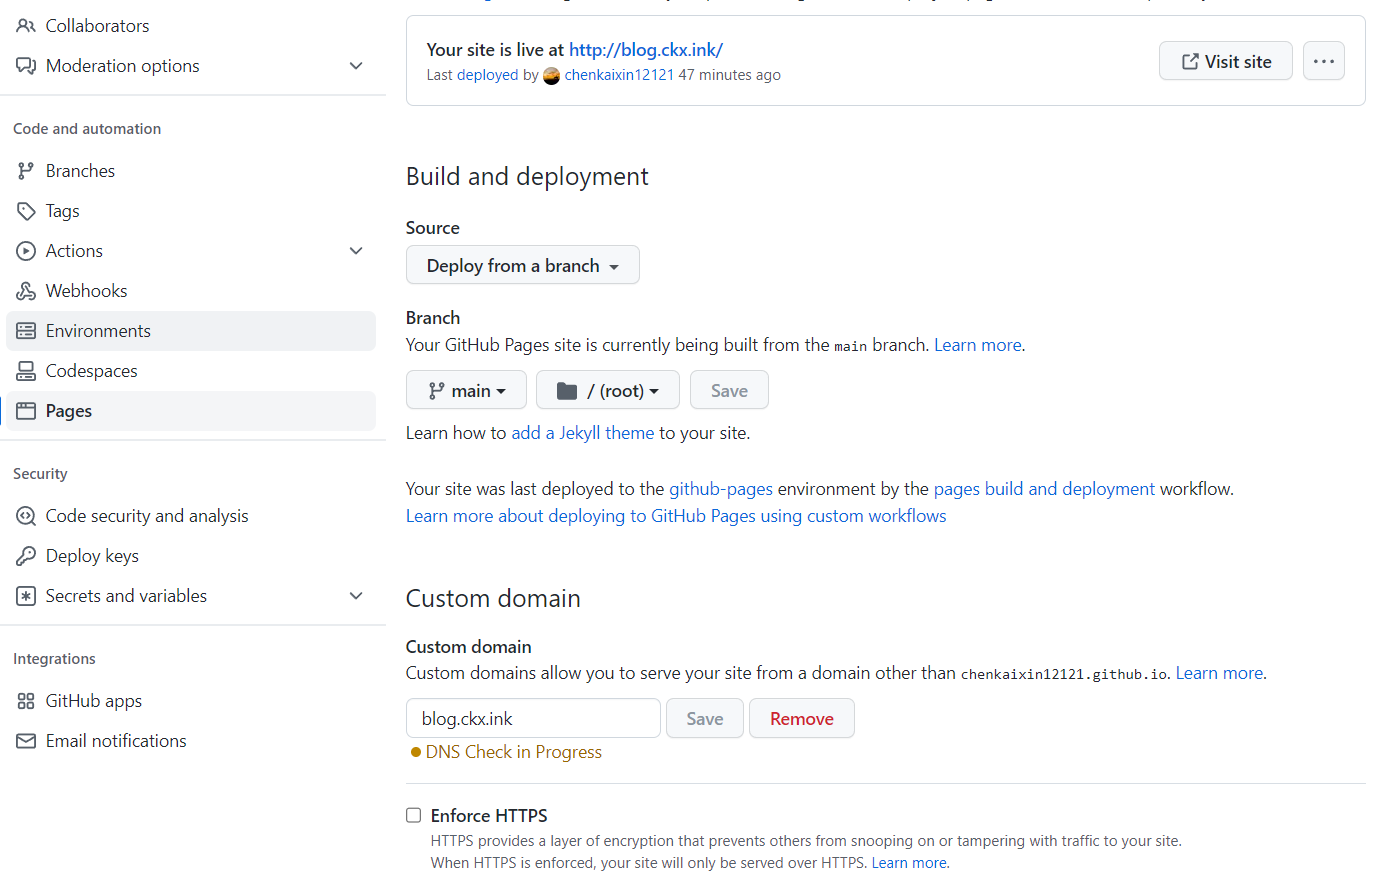 Collaborators
Moderation options
Code and automation
Branches
Tags
Actions
Webhooks
Environments
Codespaces
Pages
Security
Code security and analysis
Deploy keys
Secrets and variables
Integrations
GitHub apps
Email notifications
Your site is live at http://blog.ckx.ink/
Last deployed by chenkaixin12121 47 minutes ago
Visit site
Build and deployment
Source
Deploy from a branch
Branch
Your GitHub Pages site is currently being built from the main branch. Learn more.
main / (root) Save
Learn how to add a Jekyll theme to your site.
Your site was last deployed to the github-pages environment by the pages build and deployment workflow.
Learn more about deploying to GitHub Pages using custom workflows
Custom domain
Custom domain
Custom domains allow you to serve your site from a domain other than chenkaixin12121.github.io. Learn more.
blog.ckx.ink Save Remove
DNS Check in Progress
Enforce HTTPS
HTTPS provides a layer of encryption that prevents others from snooping on or tampering with traffic to your site.
When HTTPS is enforced, your site will only be served over HTTPS. Learn more.